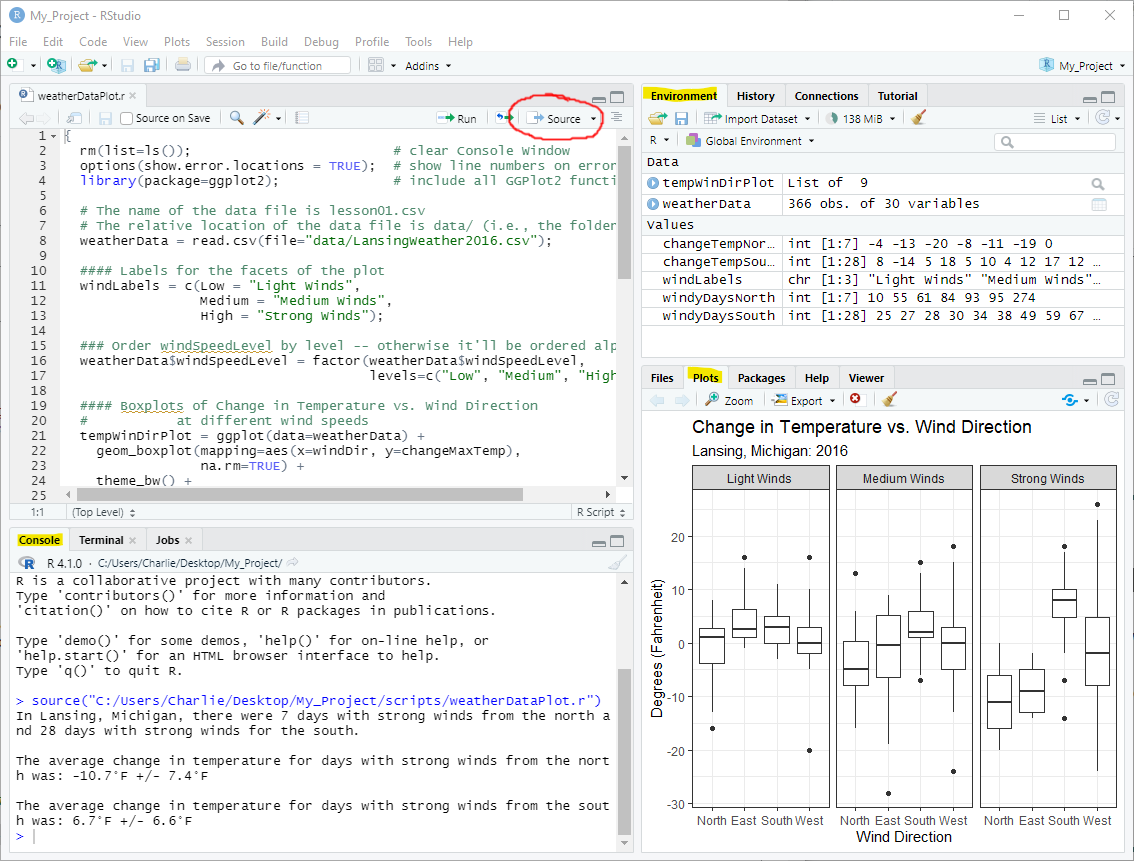 My_Project - RStudio
File Edit Code View Plots Session Build Debug Profile Tools Help
Go to file/function Addins My_Project
weatherDataPlot.r
Source on Save Run Source
1 {
2 rm(list=ls()); # clear Console Window
3 options(show.error.locations = TRUE); # show line numbers on error
4 library(package=ggplot2); # include all GGPlot2 functi
5
6 # The name of the data file is lesson01.csv
7 # The relative location of the data file is data/ (i.e., the folder
8 weatherData = read.csv(file="data/LansingWeather2016.csv");
9
10 #### Labels for the facets of the plot
11 windLabels = c(Low = "Light Winds",
12 Medium = "Medium Winds",
13 High = "Strong Winds");
14
15 ### Order windSpeedLevel by level -- otherwise it'll be ordered alp
16 weatherData$windSpeedLevel = factor(weatherData$windSpeedLevel,
17 levels=c("Low", "Medium", "High
18
19 #### Boxplots of Change in Temperature vs. Wind Direction
20 # at different wind speeds
21 tempWinDirPlot = ggplot(data=weatherData) +
22 geom_boxplot(mapping=aes(x=windDir, y=changeMaxTemp),
23 na.rm=TRUE) +
24 theme_bw() +
25
1:1 (Top Level) R Script
Console Terminal Jobs
R 4.1.0 · C:/Users/Charlie/Desktop/My_Project/
R is a collaborative project with many contributors.
Type 'contributors()' for more information and
'citation()' on how to cite R or R packages in publications.
Type 'demo()' for some demos, 'help()' for on-line help, or
'help.start()' for an HTML browser interface to help.
Type 'q()' to quit R.
> source("C:/Users/Charlie/Desktop/My_Project/scripts/weatherDataPlot.r")
In Lansing, Michigan, there were 7 days with strong winds from the north a
nd 28 days with strong winds for the south.
The average change in temperature for days with strong winds from the nort
h was: -10.7°F +/- 7.4°F
The average change in temperature for days with strong winds from the sout
h was: 6.7°F +/- 6.6°F
>
Environment History Connections Tutorial
Import Dataset 138 MiB List
R Global Environment
Data
tempWinDirPlot List of 9
weatherData 366 obs. of 30 variables
Values
changeTempNor… int [1:7] -4 -13 -20 -8 -11 -19 0
changeTempSou… int [1:28] 8 -14 5 18 5 10 4 12 17 12 …
windLabels chr [1:3] "Light Winds" "Medium Winds"…
windyDaysNorth int [1:7] 10 55 61 84 93 95 274
windyDaysSouth int [1:28] 25 27 28 30 34 38 49 59 67 …
Files Plots Packages Help Viewer
Zoom Export
Change in Temperature vs. Wind Direction
Lansing, Michigan: 2016
Light Winds Medium Winds Strong Winds
20
10
0
-10
-20
-30
Degrees (Fahrenheit)
North East South West North East South West North East South West
Wind Direction